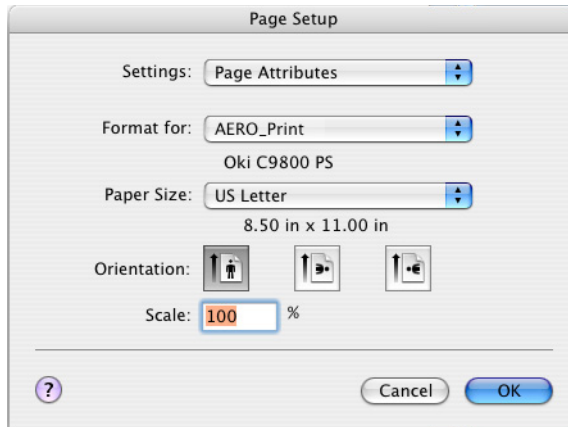 Page Setup
Settings: Page Attributes
Format for: AERO_Print
Oki C9800 PS
Paper Size: US Letter
8.50 in x 11.00 in
Orientation:
Scale: 100 %
? Cancel OK